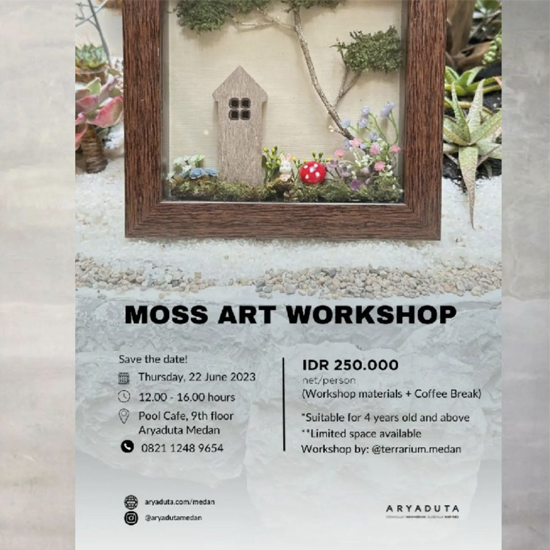 MOSS ART WORKSHOP
Save the date!
Thursday, 22 June 2023
12.00 - 16.00 hours
Pool Cafe, 9th floor
Aryaduta Medan
0821 1248 9654
IDR 250.000
net/person
(Workshop materials + Coffee Break)
*Suitable for 4 years old and above
**Limited space available
Workshop by: @terrarium.medan
aryaduta.com/medan
@aryadutamedan
ARYADUTA